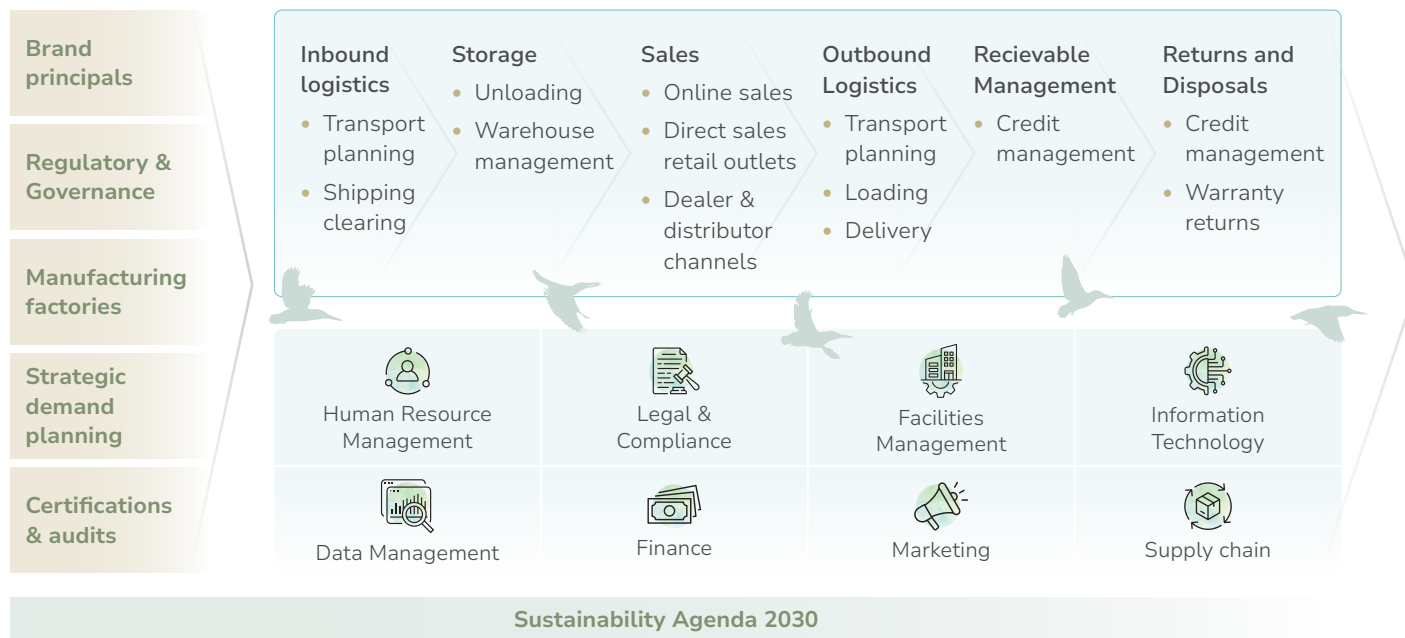 Brand
principals
Regulatory &
Governance
Manufacturing
factories
Strategic
demand
planning
Certifications
& audits
Inbound
logistics
• Transport
planning
• Shipping
clearing
Storage
• Unloading
• Warehouse
management
Sales
• Online sales
• Direct sales
retail outlets
• Dealer &
distributor
channels
Outbound
Logistics
• Transport
planning
• Loading
• Delivery
Recievable
Management
• Credit
management
Returns and
Disposals
• Credit
management
• Warranty
returns
Human Resource
Management
Legal &
Compliance
Facilities
Management
Information
Technology
Data Management
Finance
Marketing
Supply chain
Sustainability Agenda 2030